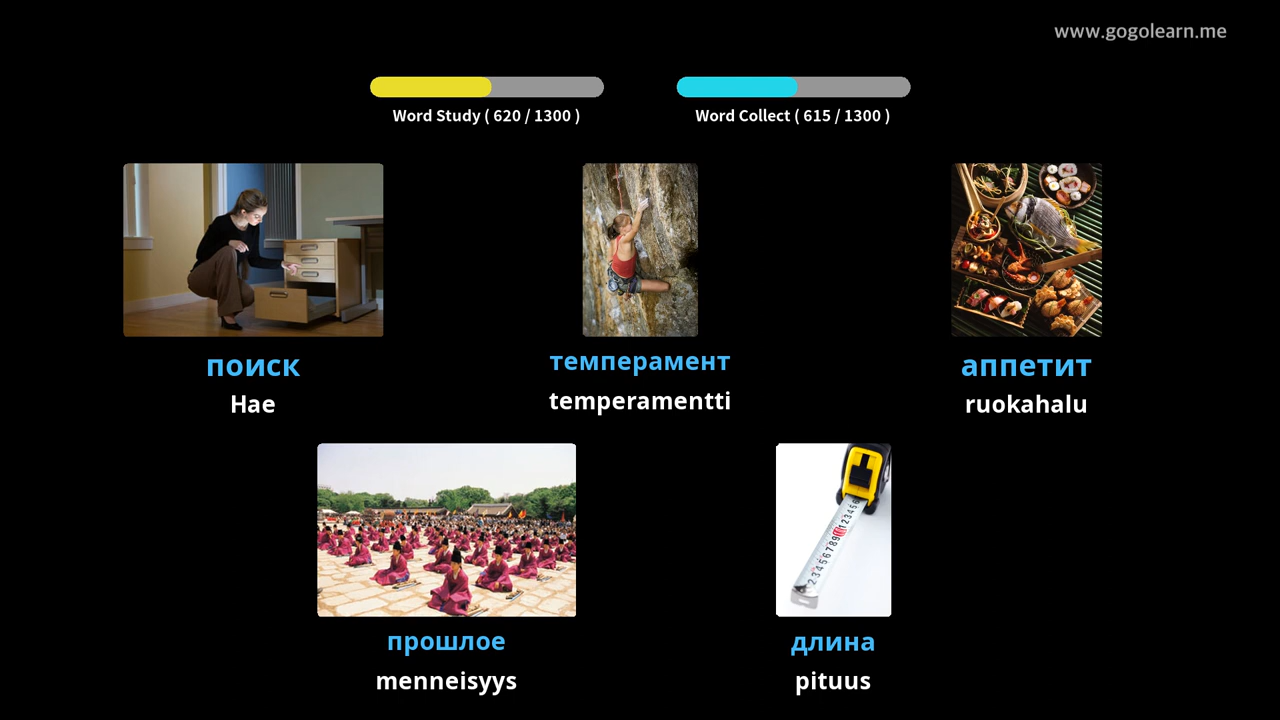 www.gogolearn.me
Word Study ( 620 / 1300 )
Word Collect ( 615 / 1300 )
поиск
Hae
темперамент
temperamentti
аппетит
ruokahalu
прошлое
menneisyys
длина
pituus